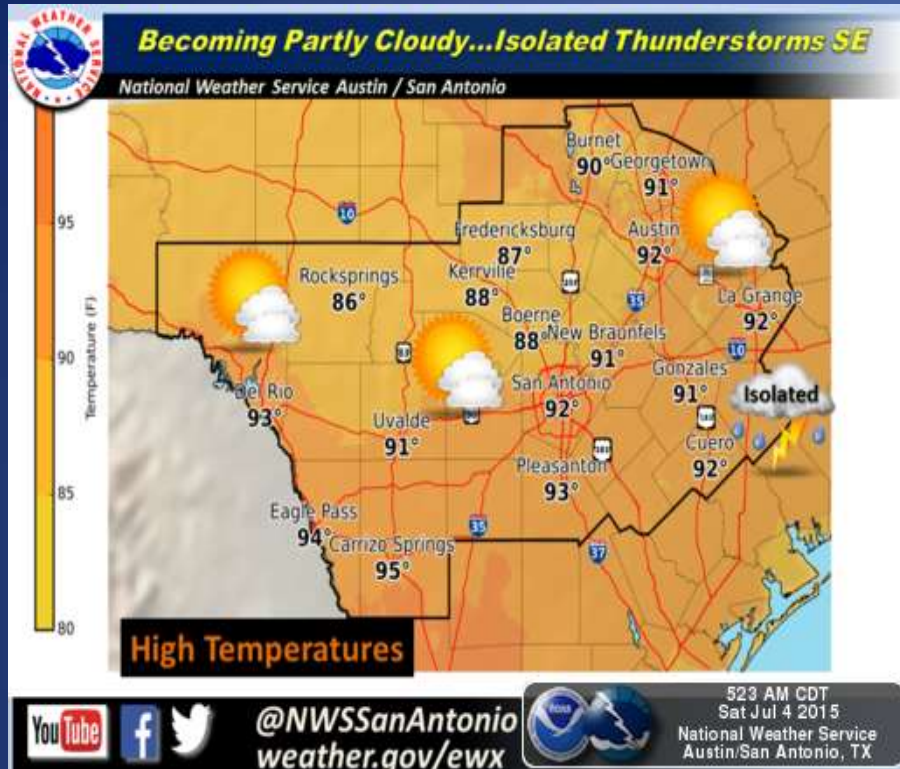 NATIONAL WEATHER SERVICE
Becoming Partly Cloudy...Isolated Thunderstorms SE
National Weather Service Austin / San Antonio
Burnet
90°
Georgetown
91°
95
10
Fredericksburg
87°
Austin
92°
Rocksprings
86°
Kerrville
88°
35
La Grange
92°
Boerne
88°
New Braunfels
91°
10
90
Temperature (F)
Gonzales
91°
Isolated
San Antonio
92°
Del Rio
93°
Uvalde
91°
Cuero
92°
Pleasanton
93°
85
Eagle Pass
94°
35
Carrizo Springs
95°
37
80
High Temperatures
YouTube
f
@NWSSanAntonio
weather.gov/ewx
NOAA
523 AM CDT
Sat Jul 4 2015
National Weather Service
Austin/San Antonio, TX